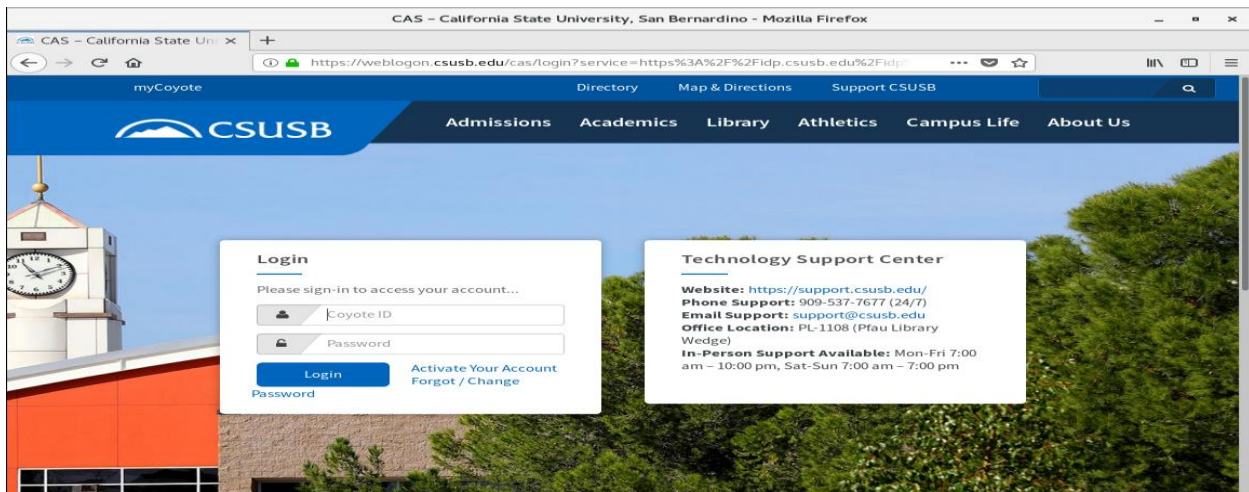 CAS – California State University, San Bernardino - Mozilla Firefox
CAS – California State Uni
https://weblogon.csusb.edu/cas/login?service=https%3A%2F%2Fidp.csusb.edu%2Fidp
myCoyote Directory Map & Directions Support CSUSB
CSUSB Admissions Academics Library Athletics Campus Life About Us
Login
Please sign-in to access your account...
Coyote ID
Password
Login Activate Your Account
Forgot / Change
Password
Technology Support Center
Website: https://support.csusb.edu/
Phone Support: 909-537-7677 (24/7)
Email Support: support@csusb.edu
Office Location: PL-1108 (Pfau Library
Wedge)
In-Person Support Available: Mon-Fri 7:00
am – 10:00 pm, Sat-Sun 7:00 am – 7:00 pm